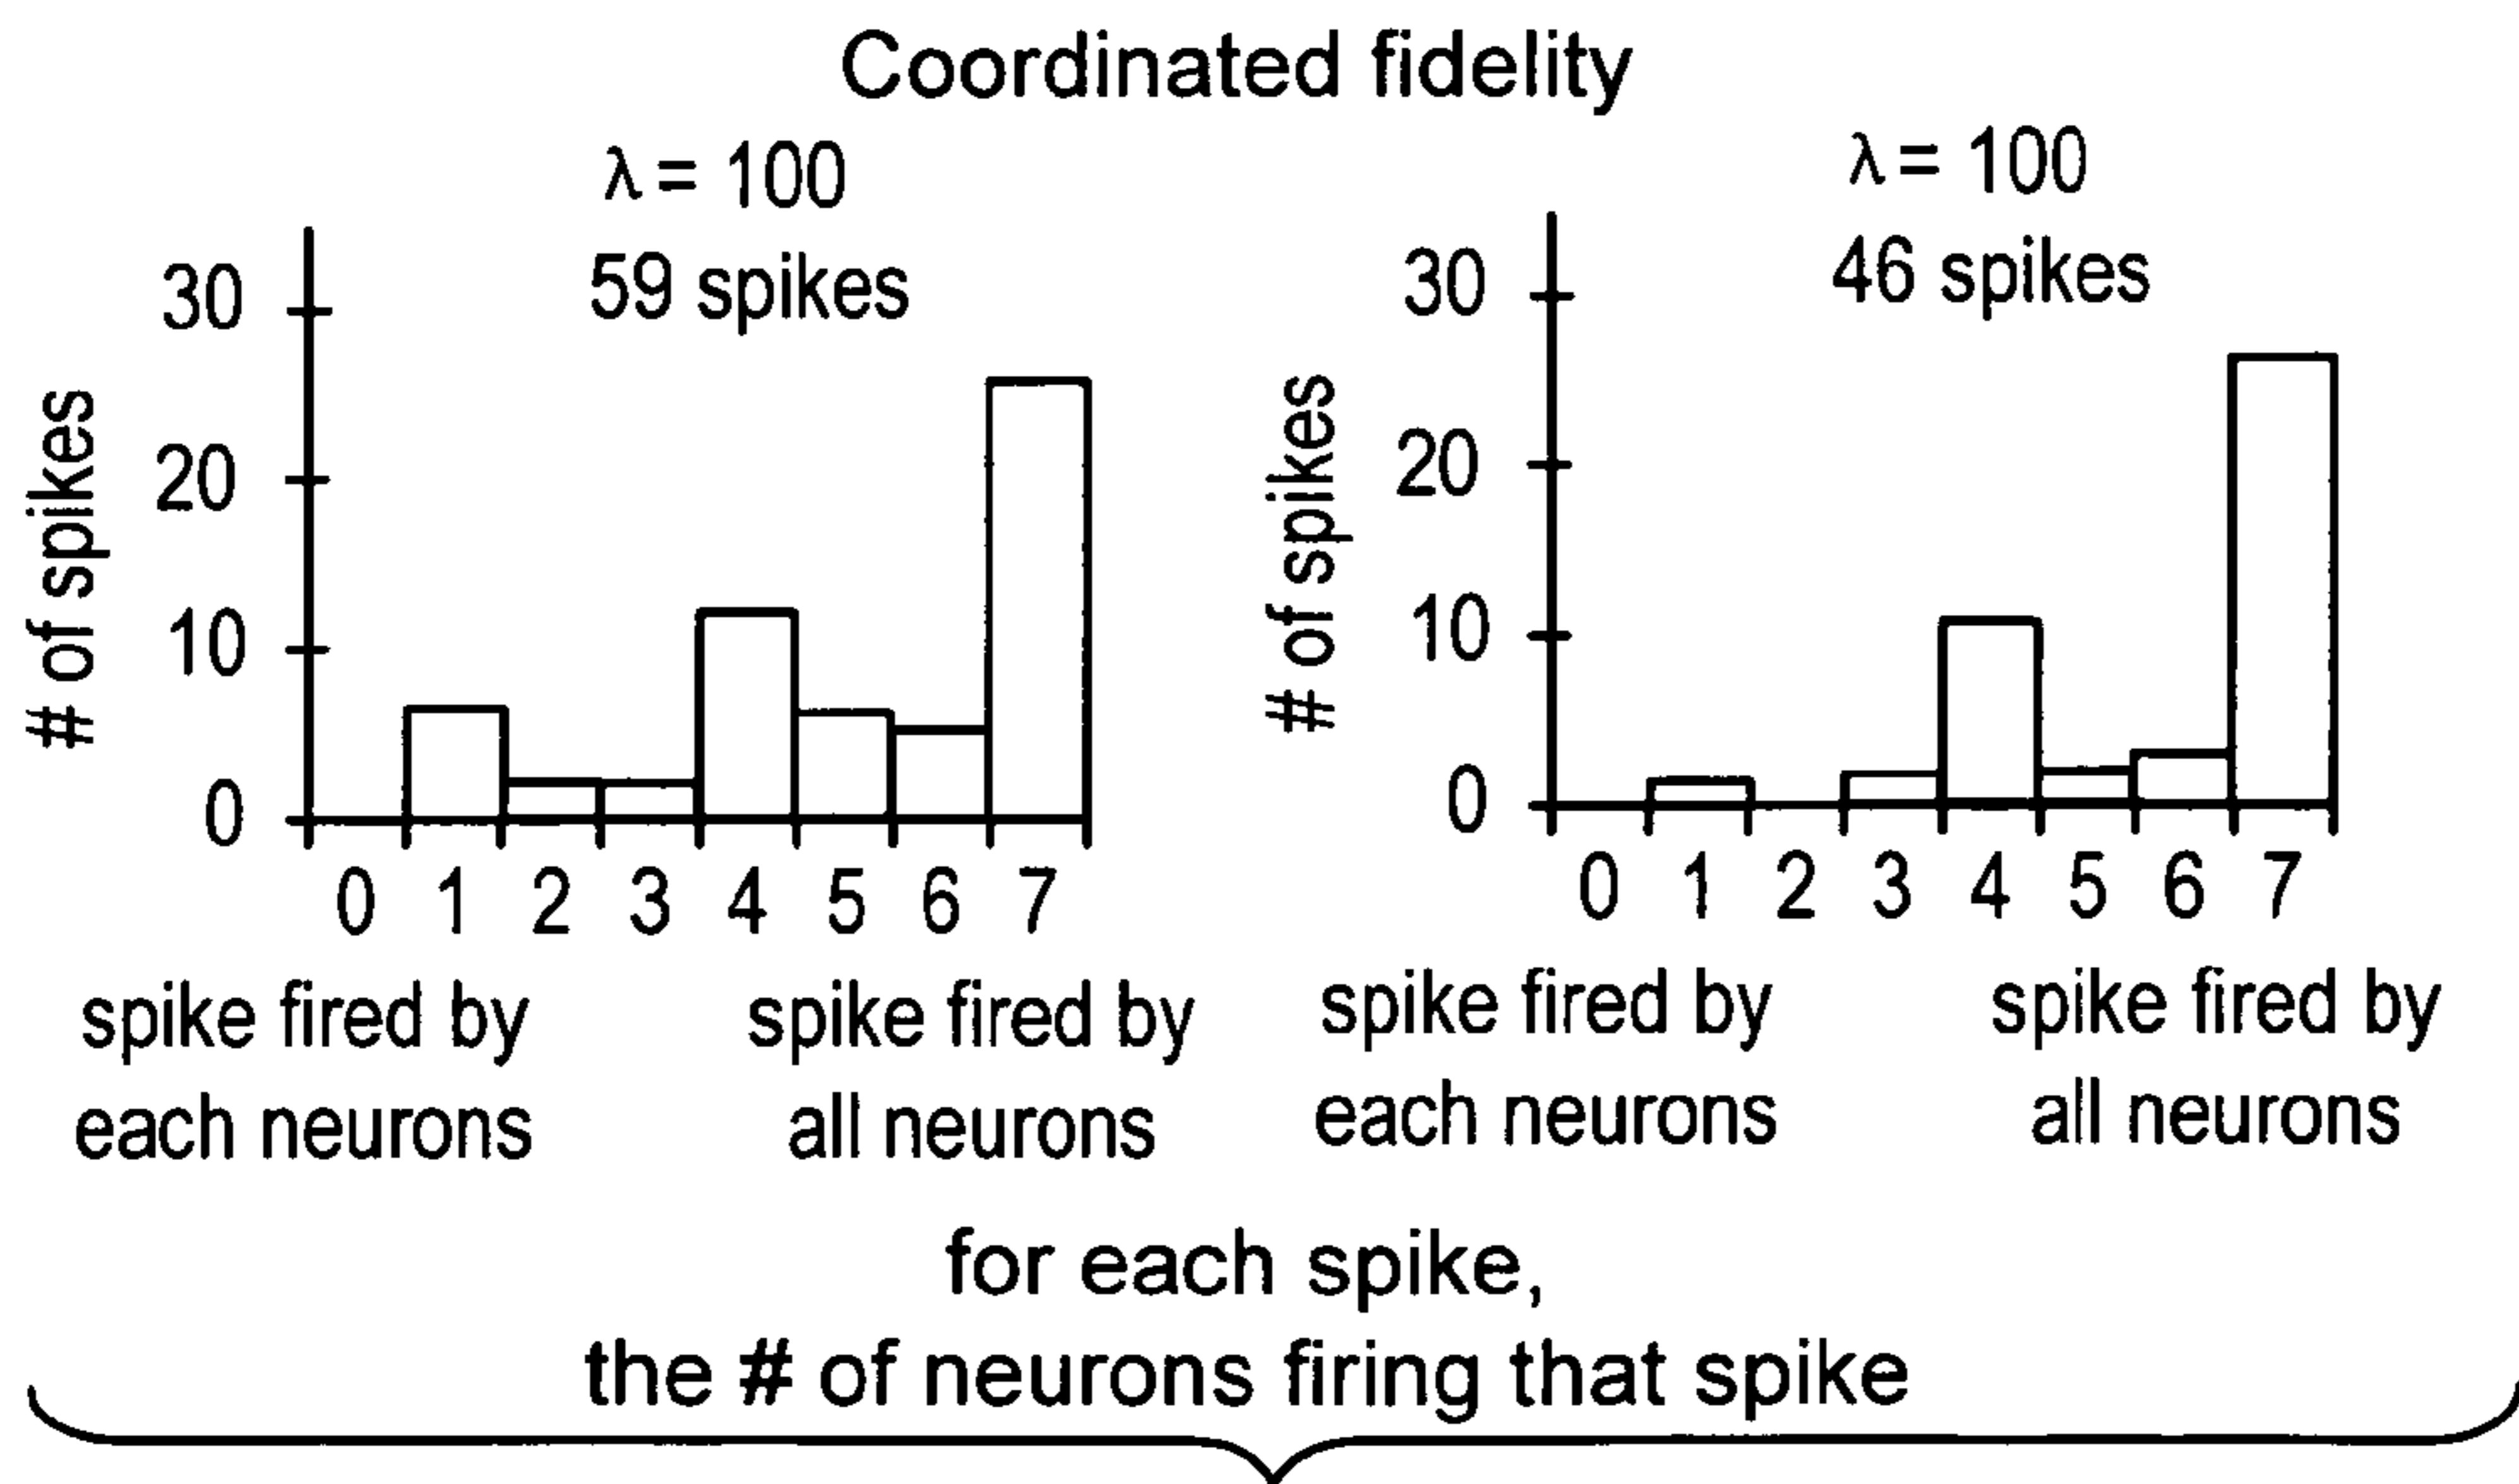 Coordinated fidelity
λ = 100
59 spikes
# of spikes
30
20
10
0
0 1 2 3 4 5 6 7
spike fired by
each neurons
spike fired by
all neurons
λ = 100
46 spikes
# of spikes
30
20
10
0
0 1 2 3 4 5 6 7
spike fired by
each neurons
spike fired by
all neurons
for each spike,
the # of neurons firing that spike